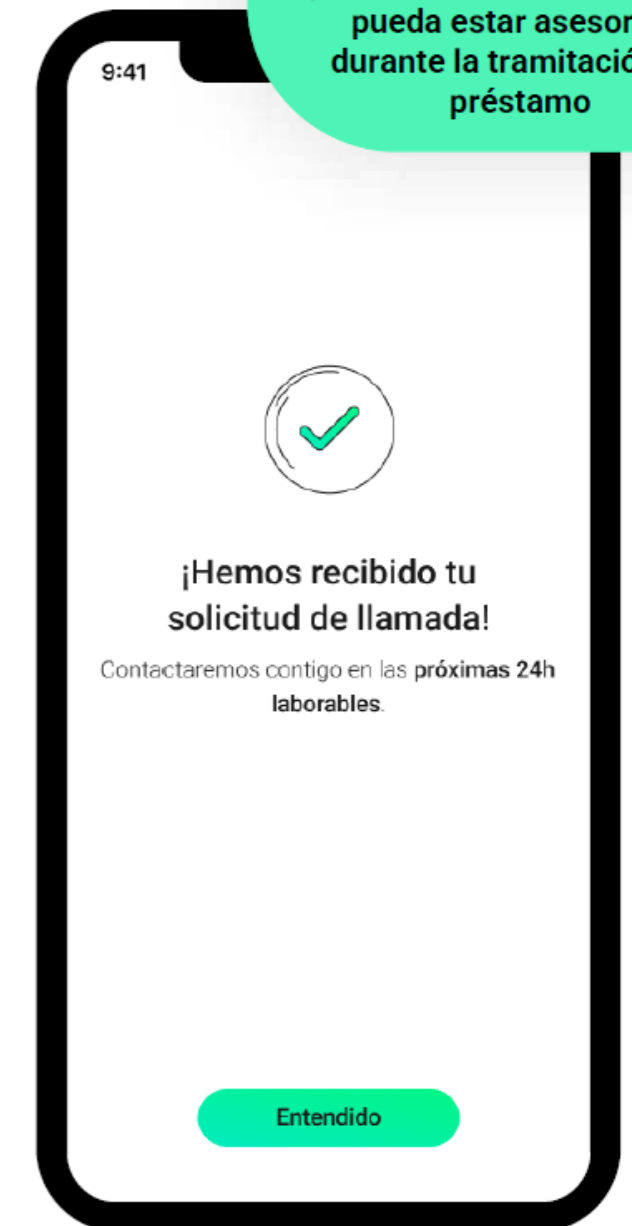 pueda estar asesor
durante la tramitació
préstamo
9:41
¡Hemos recibido tu
solicitud de llamada!
Contactaremos contigo en las próximas 24h
laborables.
Entendido